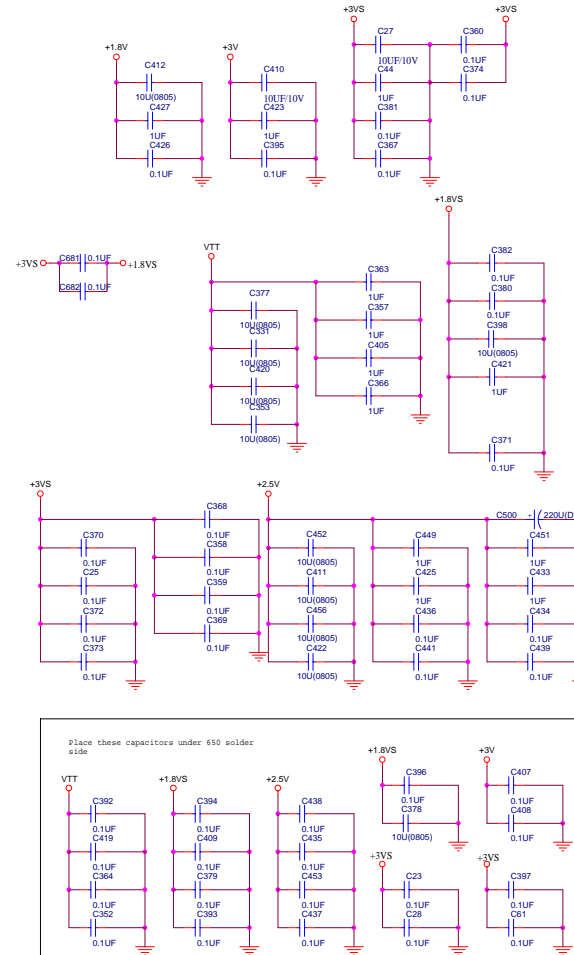 +3VS
+3VS
C27
10UF/10V
C44
1UF
C381
0.1UF
C367
0.1UF
C360
0.1UF
C374
0.1UF
+1.8V
C412
10U(0805)
C427
1UF
C426
0.1UF
+3V
C410
10UF/10V
C423
1UF
C395
0.1UF
+1.8VS
C382
0.1UF
C380
0.1UF
C398
10U(0805)
C421
1UF
C371
0.1UF
+3VS
C681
0.1UF
+1.8VS
C682
0.1UF
VTT
C377
10U(0805)
C331
10U(0805)
C420
10U(0805)
C353
10U(0805)
C363
1UF
C357
1UF
C405
1UF
C366
1UF
+3VS
C370
0.1UF
C25
0.1UF
C372
0.1UF
C373
0.1UF
C368
0.1UF
C358
0.1UF
C359
0.1UF
C369
0.1UF
+2.5V
C452
10U(0805)
C411
10U(0805)
C456
10U(0805)
C422
10U(0805)
C449
1UF
C425
1UF
C436
0.1UF
C441
0.1UF
C500
+
220U(D
C451
1UF
C433
1UF
C434
0.1UF
C439
0.1UF
Place these capacitors under 650 solder
side
VTT
C392
0.1UF
C419
0.1UF
C364
0.1UF
C352
0.1UF
+1.8VS
C394
0.1UF
C409
0.1UF
C379
0.1UF
C393
0.1UF
+2.5V
C438
0.1UF
C435
0.1UF
C453
0.1UF
C437
0.1UF
+1.8VS
C396
0.1UF
C378
10U(0805)
+3V
C407
0.1UF
C408
0.1UF
+3VS
C23
0.1UF
C28
0.1UF
+3VS
C397
0.1UF
C61
0.1UF